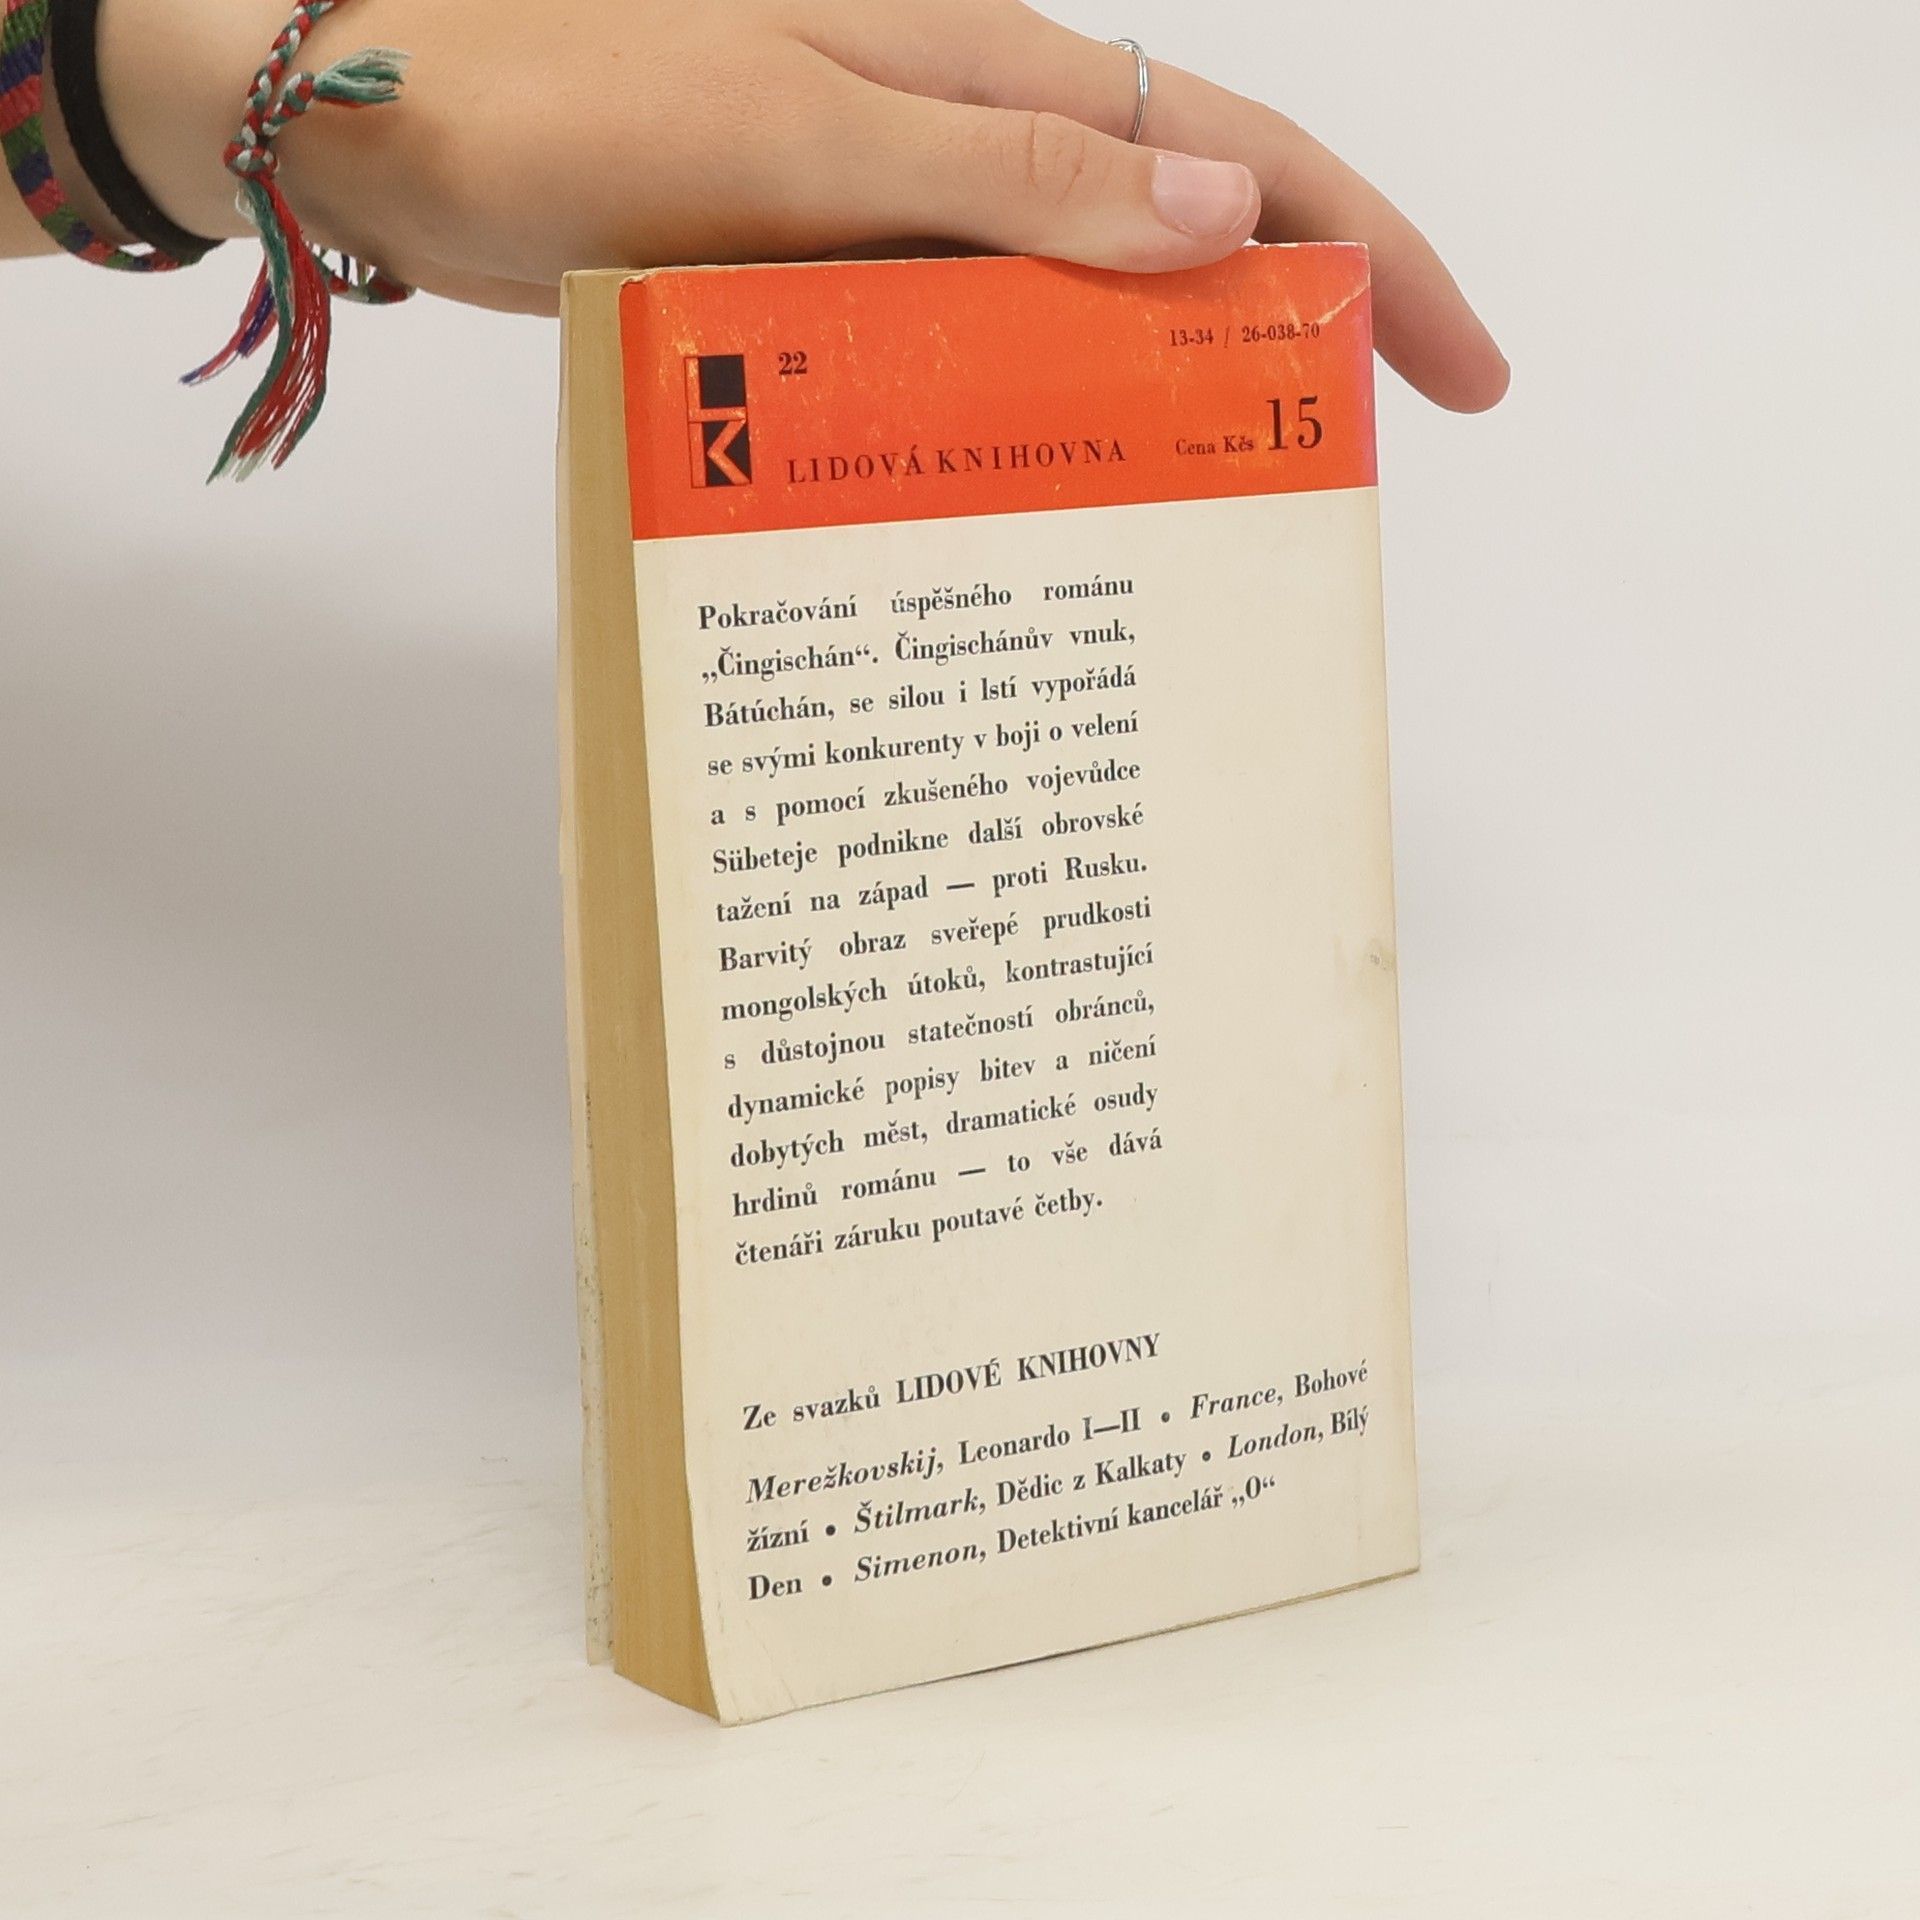 LK
22
13-34 / 26-038-70
LIDOVÁ KNIHOVNA
Cena Kčs 15
Pokračování úspěšného románu
„Čingischán“. Čingischánův vnuk,
Bátúchán, se silou i lstí vypořádá
se svými konkurenty v boji o velení
a s pomocí zkušeného vojevůdce
Sübeteje podnikne další obrovské
tažení na západ — proti Rusku.
Barvitý obraz sveřepé prudkosti
mongolských útoků, kontrastující
s důstojnou statečností obránců,
dynamické popisy bitev a ničení
dobytých měst, dramatické osudy
hrdinů románu — to vše dává
čtenáři záruku poutavé četby.
Ze svazků LIDOVÉ KNIHOVNY
Merežkovskij, Leonardo I—II • France, Bohové
žízní • Štilmark, Dědic z Kalkaty • London, Bílý
Den • Simenon, Detektivní kancelář „O“